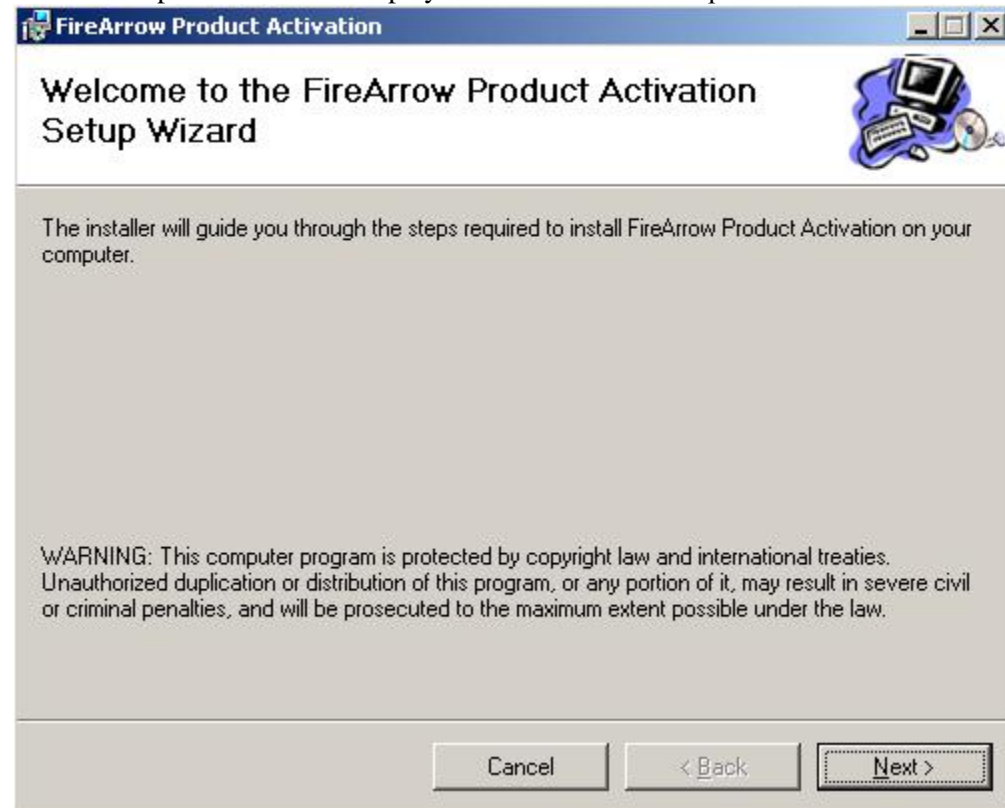 FireArrow Product Activation
Welcome to the FireArrow Product Activation
Setup Wizard
The installer will guide you through the steps required to install FireArrow Product Activation on your
computer.
WARNING: This computer program is protected by copyright law and international treaties.
Unauthorized duplication or distribution of this program, or any portion of it, may result in severe civil
or criminal penalties, and will be prosecuted to the maximum extent possible under the law.
Cancel
< Back
Next >